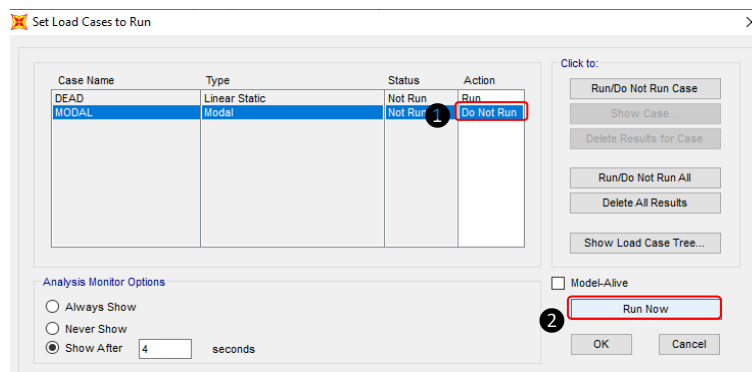 Set Load Cases to Run
Click to:
Case Name Type Status Action
DEAD Linear Static Not Run Run
MODAL Modal Not Run Do Not Run
1
Run/Do Not Run Case
Show Case...
Delete Results for Case
Run/Do Not Run All
Delete All Results
Show Load Case Tree...
Analysis Monitor Options
Always Show
Never Show
Show After 4 seconds
Model-Alive
2
Run Now
OK Cancel